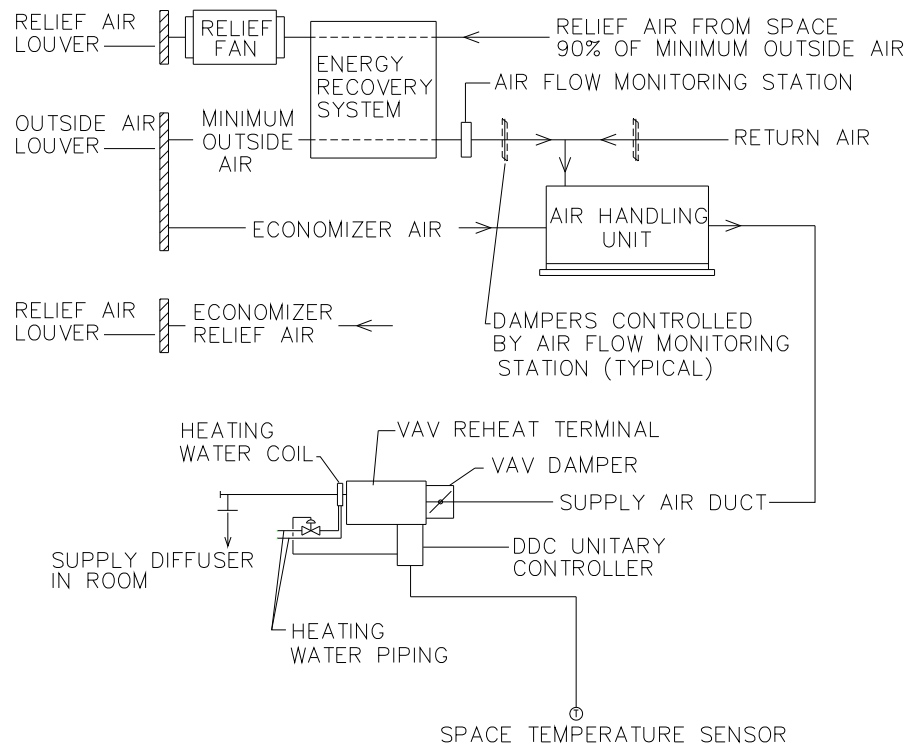 RELIEF AIR
LOUVER
RELIEF
FAN
RELIEF AIR FROM SPACE
90% OF MINIMUM OUTSIDE AIR
ENERGY
RECOVERY
SYSTEM
AIR FLOW MONITORING STATION
OUTSIDE AIR
LOUVER
MINIMUM
OUTSIDE
AIR
RETURN AIR
AIR HANDLING
UNIT
ECONOMIZER AIR
RELIEF AIR
LOUVER
ECONOMIZER
RELIEF AIR
DAMPERS CONTROLLED
BY AIR FLOW MONITORING
STATION (TYPICAL)
HEATING
WATER COIL
VAV REHEAT TERMINAL
VAV DAMPER
SUPPLY AIR DUCT
SUPPLY DIFFUSER
IN ROOM
DDC UNITARY
CONTROLLER
HEATING
WATER PIPING
T
SPACE TEMPERATURE SENSOR